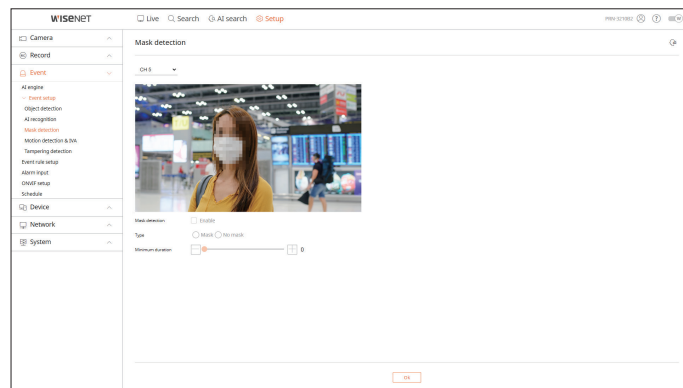 WISENET
Live Search AI search Setup
PRN-3210B2
Camera
Record
Event
AI engine
Event setup
Object detection
AI recognition
Mask detection
Motion detection & IVA
Tampering detection
Event rule setup
Alarm input
ONVIF setup
Schedule
Device
Network
System
Mask detection
CH 5
Mask detection Enable
Type Mask No mask
Minimum duration 0
OK